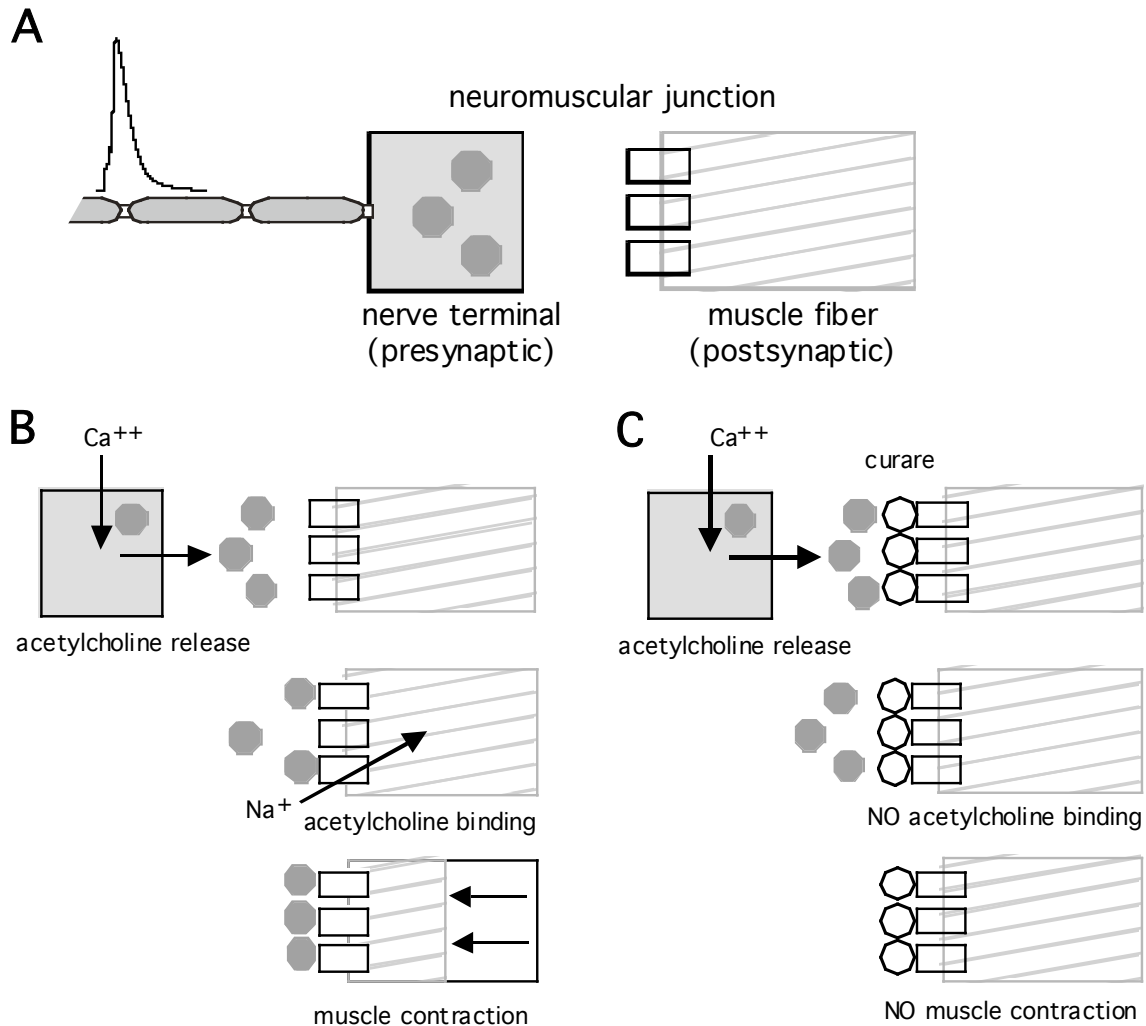 A
neuromuscular junction
nerve terminal
(presynaptic)
muscle fiber
(postsynaptic)
B
Ca++
acetylcholine release
Na+
acetylcholine binding
muscle contraction
C
Ca++
curare
acetylcholine release
NO acetylcholine binding
NO muscle contraction